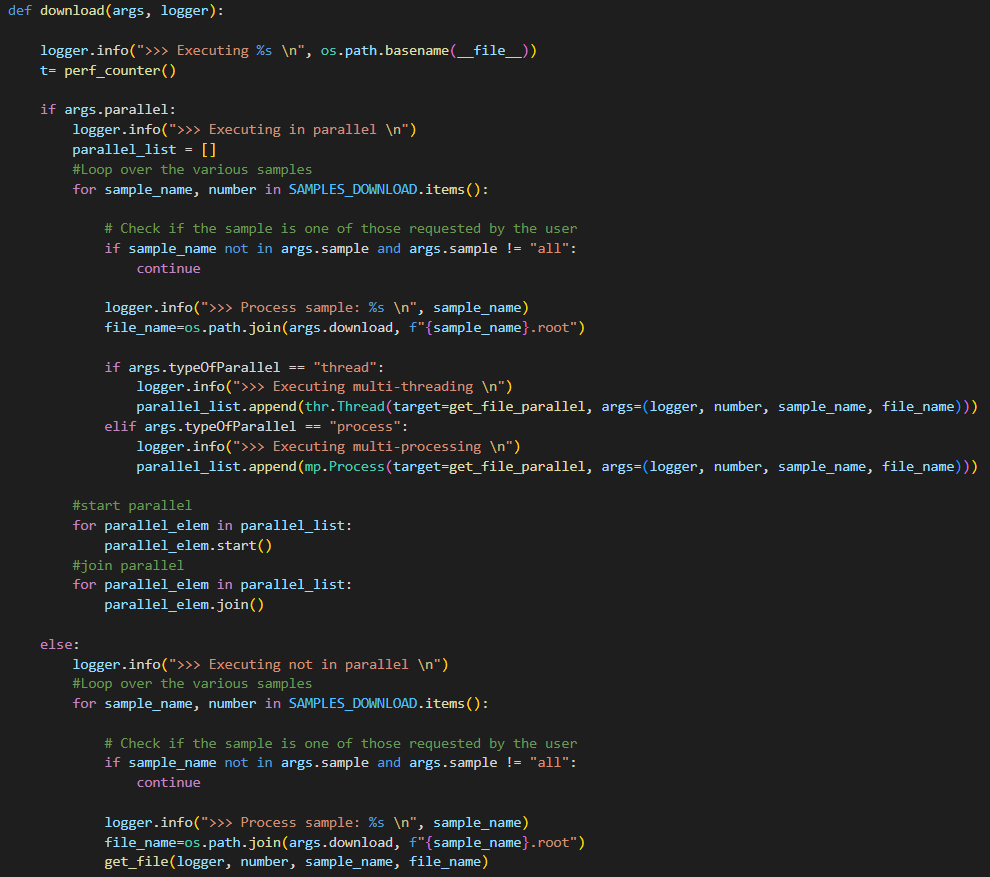 def download(args, logger):
    logger.info(">>> Executing %s \n", os.path.basename(__file__))
    t= perf_counter()
    if args.parallel:
        logger.info(">>> Executing in parallel \n")
        parallel_list = []
        #Loop over the various samples
        for sample_name, number in SAMPLES_DOWNLOAD.items():
            # Check if the sample is one of those requested by the user
            if sample_name not in args.sample and args.sample != "all":
                continue
            logger.info(">>> Process sample: %s \n", sample_name)
            file_name=os.path.join(args.download, f"{sample_name}.root")
            if args.typeOfParallel == "thread":
                logger.info(">>> Executing multi-threading \n")
                parallel_list.append(thr.Thread(target=get_file_parallel, args=(logger, number, sample_name, file_name)))
            elif args.typeOfParallel == "process":
                logger.info(">>> Executing multi-processing \n")
                parallel_list.append(mp.Process(target=get_file_parallel, args=(logger, number, sample_name, file_name)))
        #start parallel
        for parallel_elem in parallel_list:
            parallel_elem.start()
        #join parallel
        for parallel_elem in parallel_list:
            parallel_elem.join()
    else:
        logger.info(">>> Executing not in parallel \n")
        #Loop over the various samples
        for sample_name, number in SAMPLES_DOWNLOAD.items():
            # Check if the sample is one of those requested by the user
            if sample_name not in args.sample and args.sample != "all":
                continue
            logger.info(">>> Process sample: %s \n", sample_name)
            file_name=os.path.join(args.download, f"{sample_name}.root")
            get_file(logger, number, sample_name, file_name)